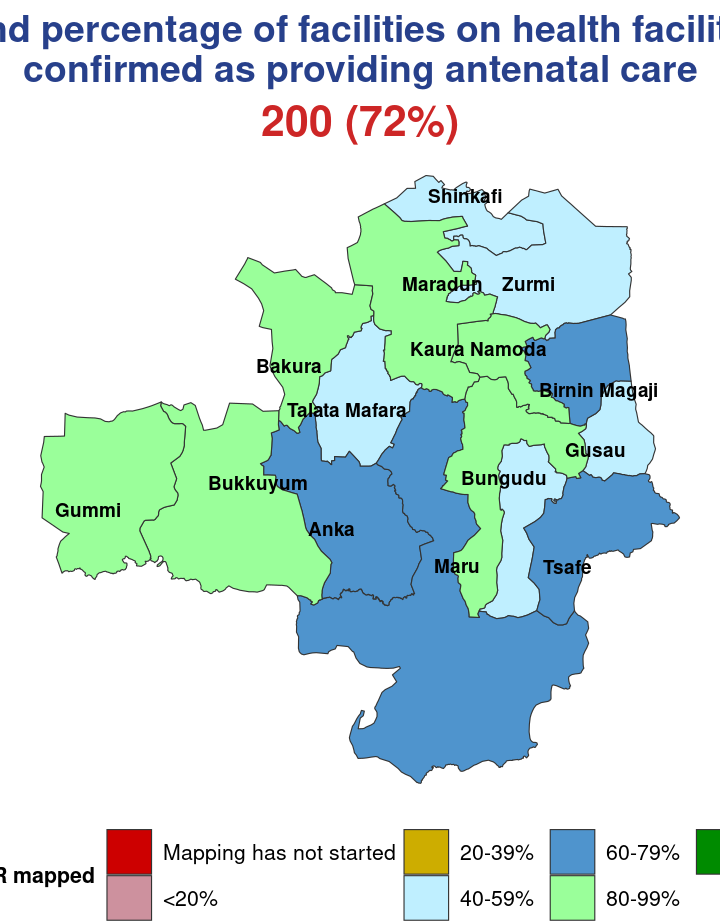 nd percentage of facilities on health facilit
confirmed as providing antenatal care
200 (72%)
Shinkafi
Maradun
Zurmi
Kaura Namoda
Bakura
Birnin Magaji
Talata Mafara
Gusau
Bungudu
Bukkuyum
Gummi
Anka
Maru
Tsafe
R mapped
Mapping has not started
20-39%
60-79%
<20%
40-59%
80-99%